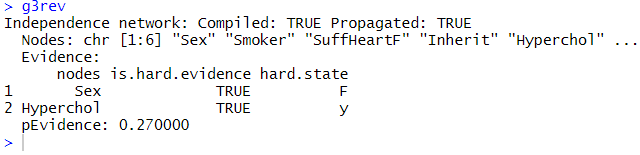 > g3rev
Independence network: Compiled: TRUE Propagated: TRUE
  Nodes: chr [1:6] "Sex" "Smoker" "SuffHeartF" "Inherit" "Hyperchol" ...
  Evidence:
      nodes is.hard.evidence hard.state
1       Sex             TRUE          F
2 Hyperchol             TRUE          y
  pEvidence: 0.270000
>